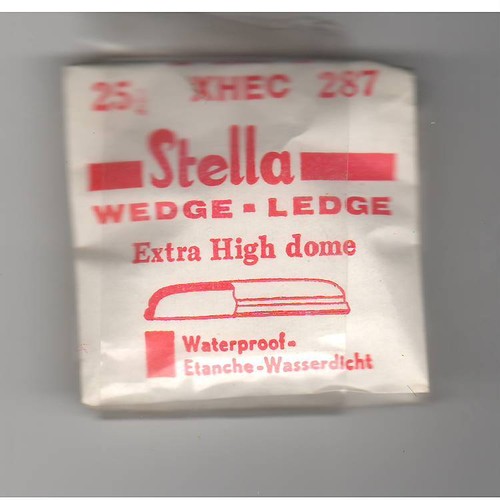 25½ XHEC 287
Stella
WEDGE - LEDGE
Extra High dome
Waterproof-
Etanche-Wasserdicht